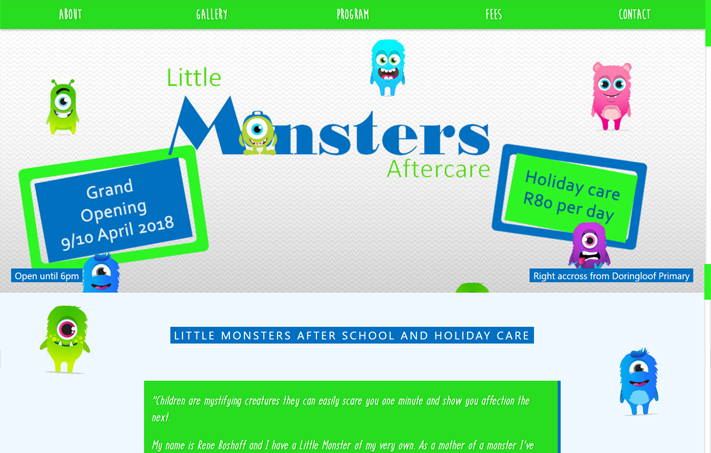 ABOUT GALLERY PROGRAM FEES CONTACT
Little
Monsters
Aftercare
Grand
Opening
9/10 April 2018
Holiday care
R80 per day
Open until 6pm
Right accross from Doringloof Primary
LITTLE MONSTERS AFTER SCHOOL AND HOLIDAY CARE
"Children are mystifying creatures they can easily scare you one minute and show you affection the
next.
My name is Rene Boshoff and I have a Little Monster of my very own. As a mother of a monster I've